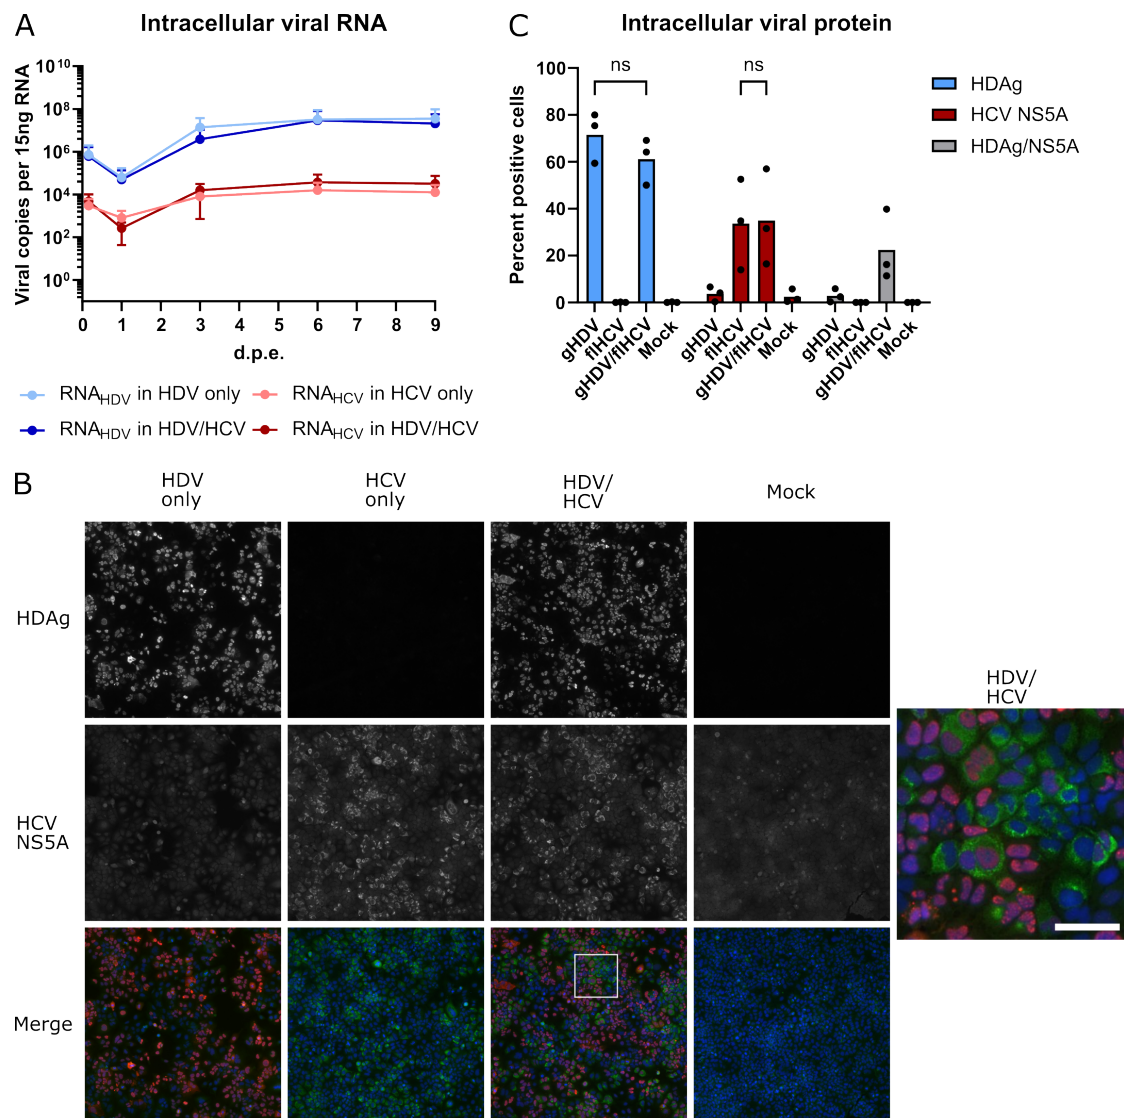 A
Intracellular viral RNA
Viral copies per 15ng RNA
10^10
10^8
10^6
10^4
10^2
10^0
0 1 2 3 4 5 6 7 8 9
d.p.e.
RNA_HDV in HDV only
RNA_HCV in HCV only
RNA_HDV in HDV/HCV
RNA_HCV in HDV/HCV
C
Intracellular viral protein
Percent positive cells
100
80
60
40
20
0
ns
ns
HDAg
HCV NS5A
HDAg/NS5A
gHDV
flHCV
gHDV/flHCV
Mock
gHDV
flHCV
gHDV/flHCV
Mock
gHDV
flHCV
gHDV/flHCV
Mock
B
HDV
only
HCV
only
HDV/
HCV
Mock
HDAg
HCV
NS5A
Merge
HDV/
HCV